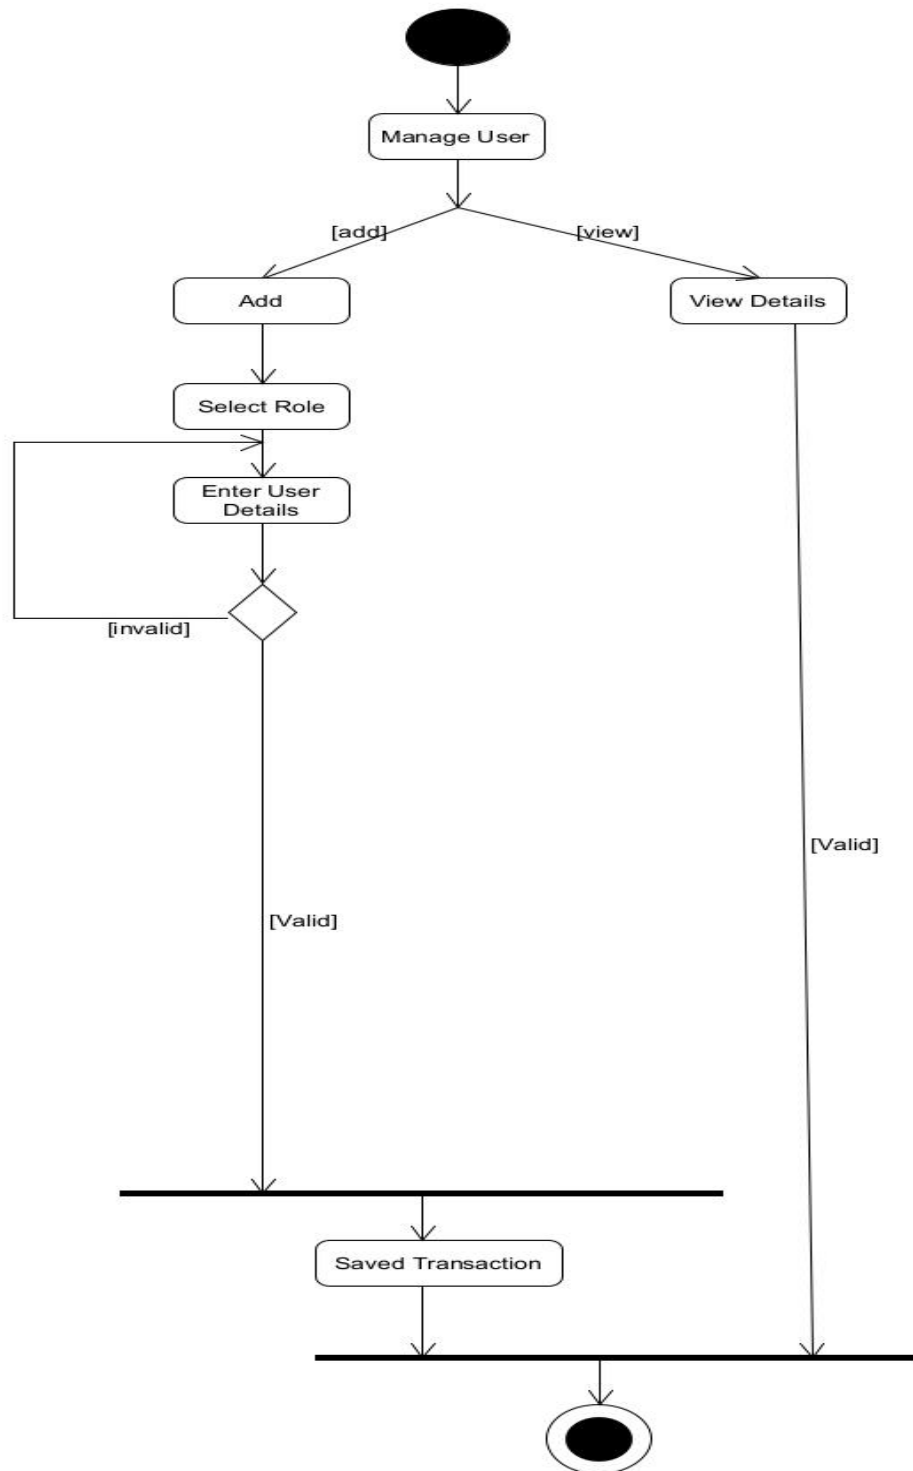 Manage User
[add]
[view]
Add
View Details
Select Role
Enter User
Details
[invalid]
[Valid]
[Valid]
Saved Transaction